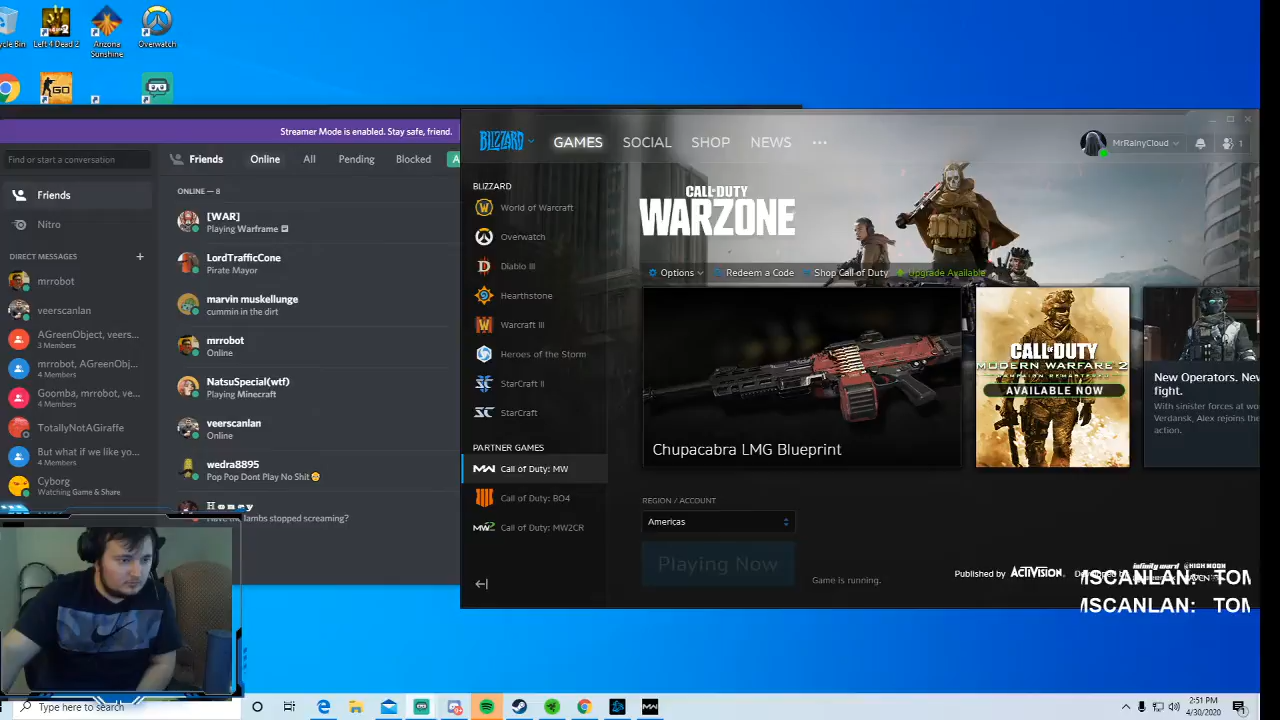 cycle Bin
Left 4 Dead 2
Arizona
Sunshine
Overwatch
GO
Streamer Mode is enabled. Stay safe, friend.
Find or start a conversation
Friends
Online
All
Pending
Blocked
Friends
Nitro
DIRECT MESSAGES
mrrobot
veerscanlan
AGreenObject, veers...
3 Members
mrrobot, AGreenObj...
4 Members
Goomba, mrrobot, ve...
4 Members
TotallyNotAGiraffe
But what if we like yo...
4 Members
Cyborg
Watching Game & Share
ONLINE — 8
[WAR]
Playing Warframe
LordTrafficCone
Pirate Mayor
marvin muskellunge
cummin in the dirt
mrrobot
Online
NatsuSpecial(wtf)
Playing Minecraft
veerscanlan
Online
wedra8895
Pop Pop Dont Play No Shit
Honey
lambs stopped screaming?
BLIZZARD
GAMES
SOCIAL
SHOP
NEWS
MrRainyCloud
1
BLIZZARD
World of Warcraft
Overwatch
Diablo III
Hearthstone
Warcraft III
Heroes of the Storm
StarCraft II
StarCraft
PARTNER GAMES
Call of Duty: MW
Call of Duty: BO4
Call of Duty: MW2CR
CALL OF DUTY
WARZONE
Options
Redeem a Code
Shop Call of Duty
Upgrade Available
Chupacabra LMG Blueprint
CALL OF DUTY
MODERN WARFARE 2
CAMPAIGN REMASTERED
AVAILABLE NOW
New Operators. Nev
fight.
With sinister forces at wo
Verdansk, Alex rejoins the
action.
REGION / ACCOUNT
Americas
Playing Now
Game is running.
Published by ACTIVISION.
MSCANLAN: TOM
MSCANLAN: TOM
Type here to search
2:51 PM
4/30/2020